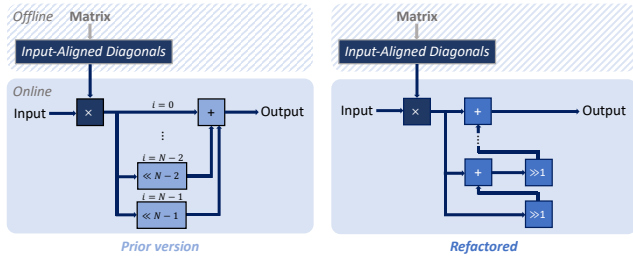 Offline
Matrix
Input-Aligned Diagonals
Online
Input
×
i = 0
+
Output
⋮
i = N − 2
≪ N − 2
i = N − 1
≪ N − 1
Prior version
Matrix
Input-Aligned Diagonals
Input
×
+
Output
+
≫1
≫1
Refactored